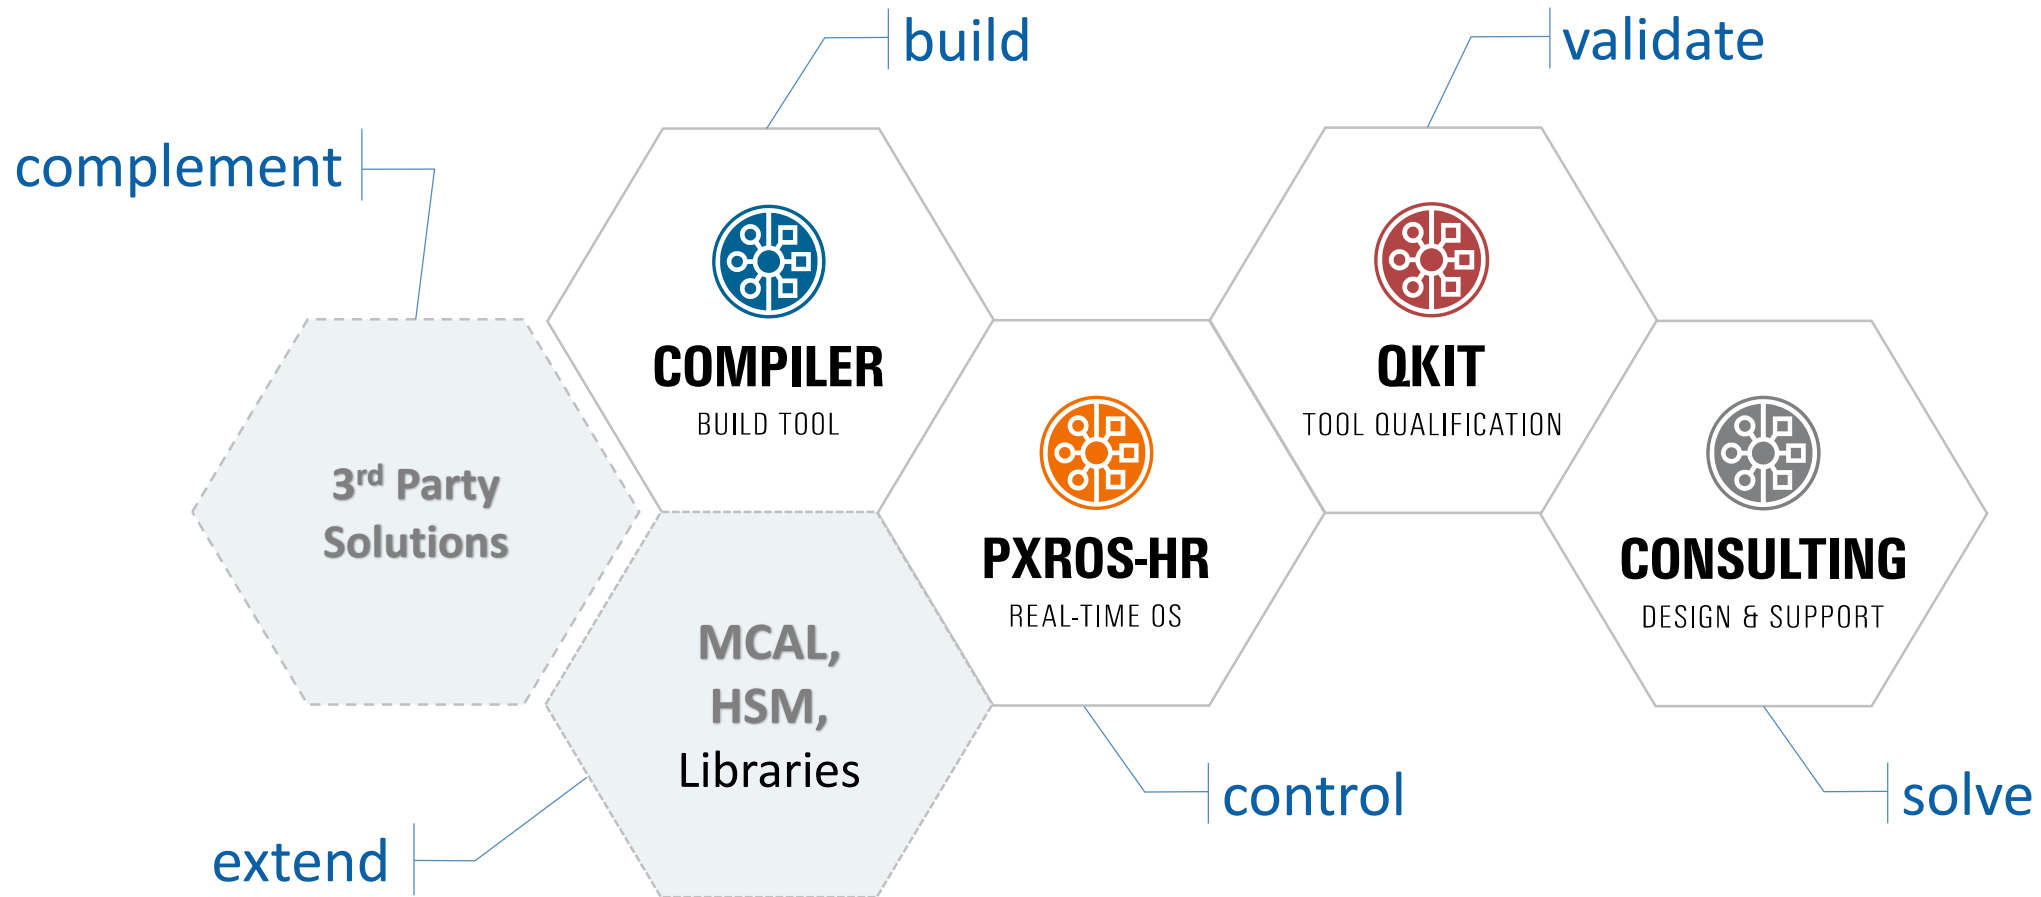 build
validate
complement
COMPILER
BUILD TOOL
QKIT
TOOL QUALIFICATION
3rd Party
Solutions
PXROS-HR
REAL-TIME OS
CONSULTING
DESIGN & SUPPORT
MCAL,
HSM,
Libraries
control
solve
extend